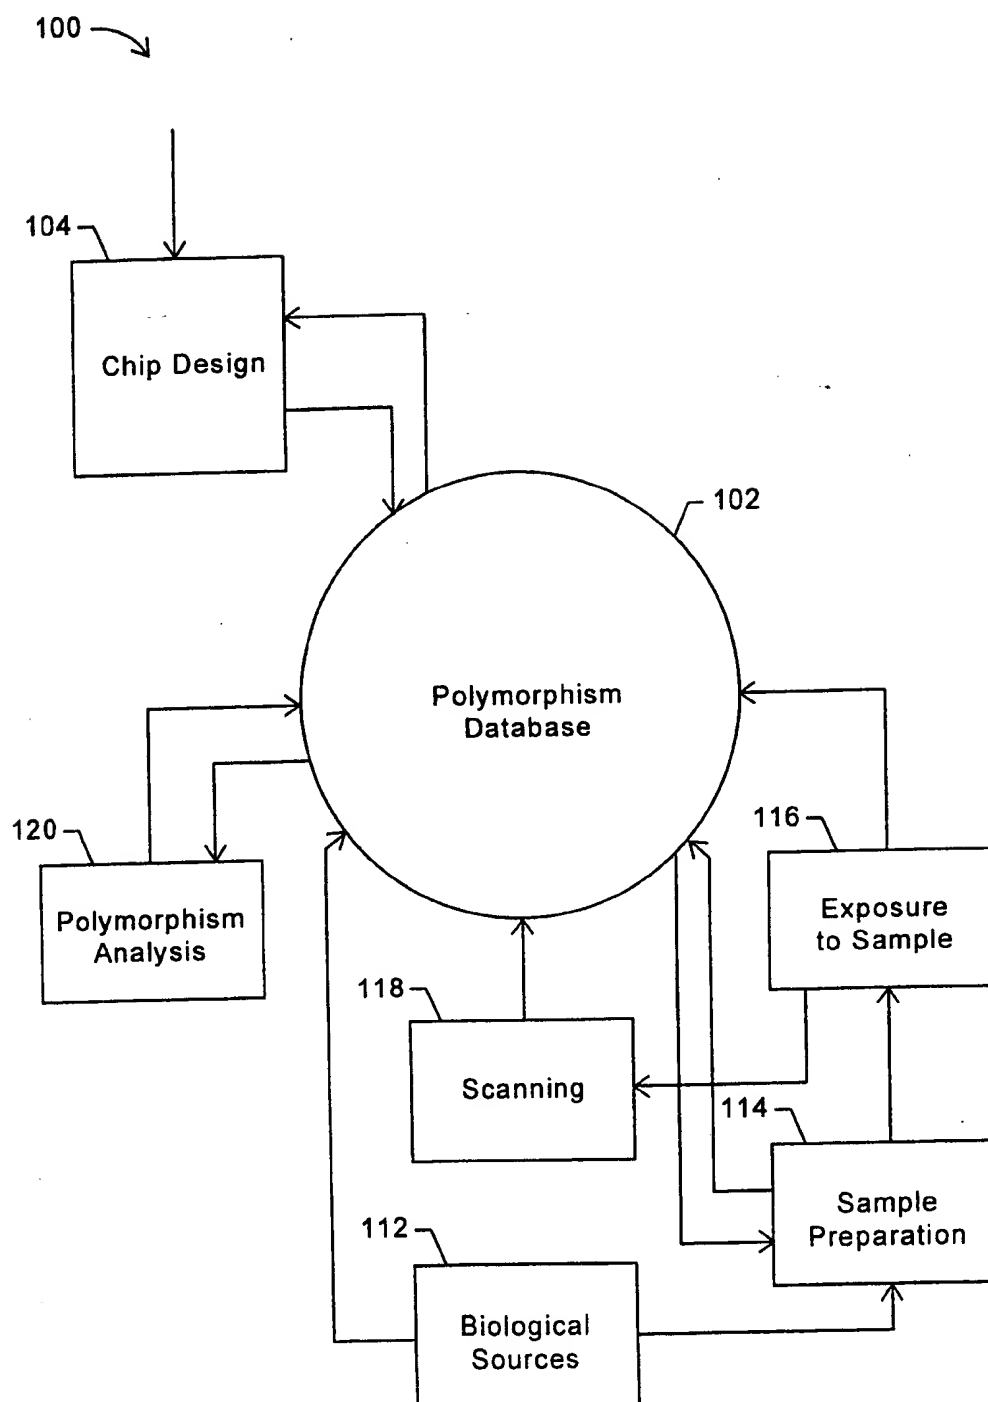 100
104
Chip Design
102
Polymorphism
Database
120
Polymorphism
Analysis
116
Exposure
to Sample
118
Scanning
114
Sample
Preparation
112
Biological
Sources